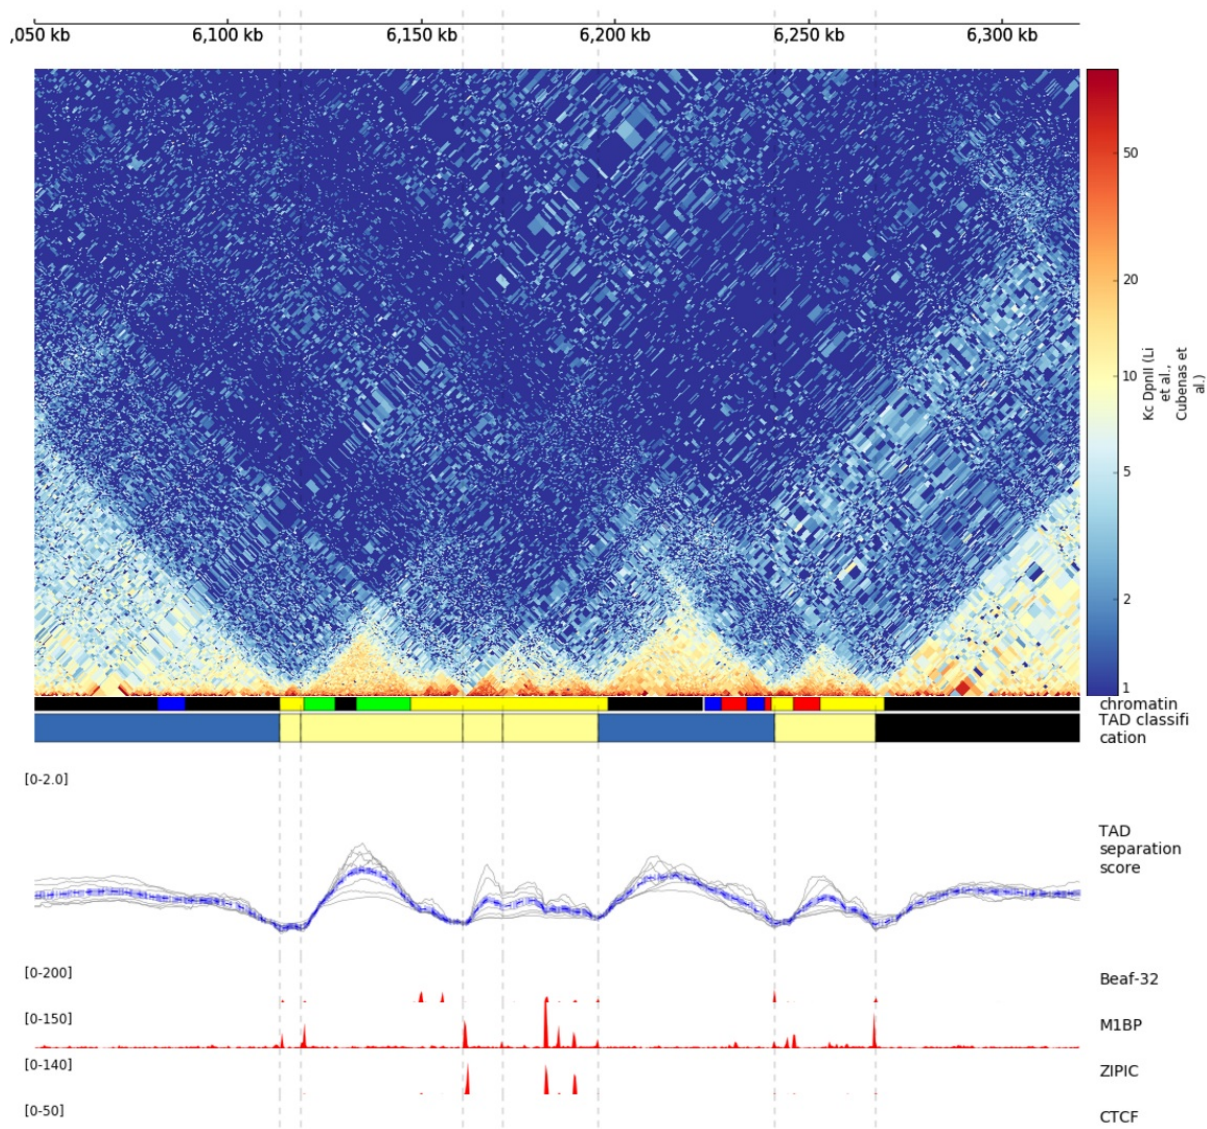 ,050 kb 6,100 kb 6,150 kb 6,200 kb 6,250 kb 6,300 kb
50
20
10
5
2
1
Kc DpnII (Li
et al.,
Cubenas et
al.)
chromatin
TAD classifi
cation
[0-2.0]
TAD
separation
score
[0-200]
Beaf-32
[0-150]
M1BP
[0-140]
ZIPIC
[0-50]
CTCF